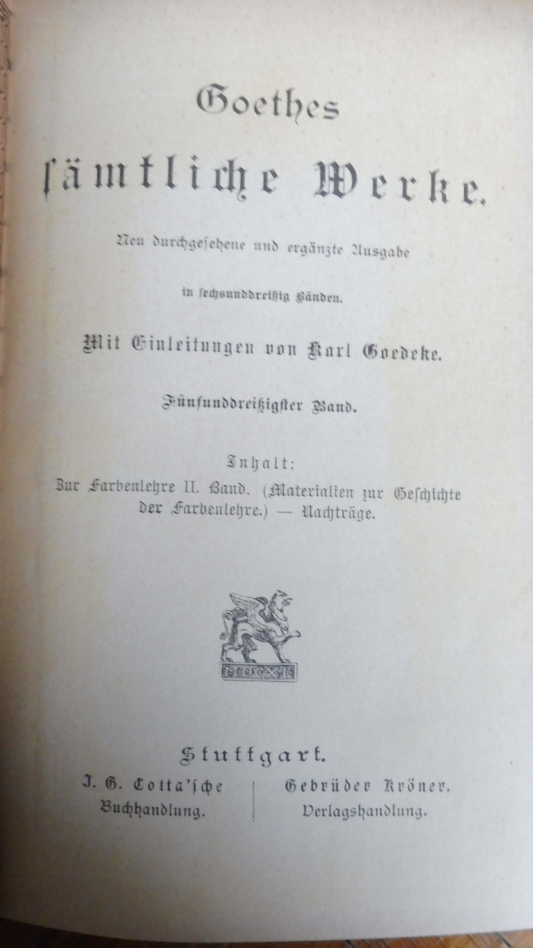 Goethes
sämtliche Werke.
Neu durchgesehene und ergänzte Ausgabe
in sechsunddreißig Bänden.
Mit Einleitungen von Karl Goedeke.
Fünfunddreißigster Band.
Inhalt:
Zur Farbenlehre II. Band. (Materialien zur Geschichte
der Farbenlehre.) — Nachträge.
Stuttgart.
J. G. Cotta'sche
Buchhandlung.
Gebrüder Kröner,
Verlagshandlung.